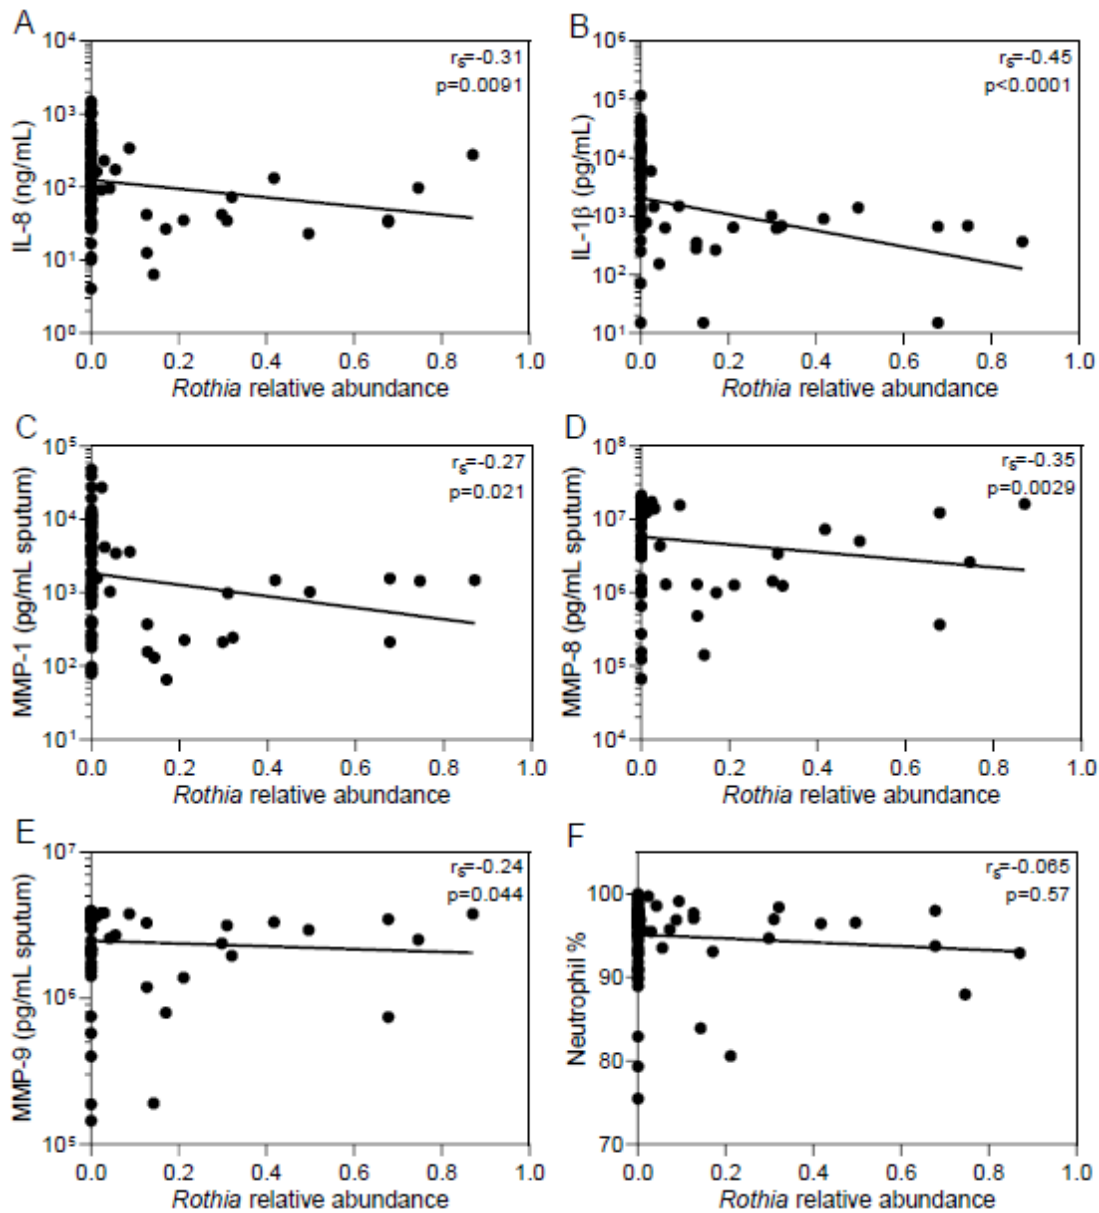 A
IL-8 (ng/mL)
10⁴
10³
10²
10¹
10⁰
rₛ=-0.31
p=0.0091
0.0 0.2 0.4 0.6 0.8 1.0
Rothia relative abundance
B
IL-1β (pg/mL)
10⁶
10⁵
10⁴
10³
10²
10¹
rₛ=-0.45
p<0.0001
0.0 0.2 0.4 0.6 0.8 1.0
Rothia relative abundance
C
MMP-1 (pg/mL sputum)
10⁵
10⁴
10³
10²
10¹
rₛ=-0.27
p=0.021
0.0 0.2 0.4 0.6 0.8 1.0
Rothia relative abundance
D
MMP-8 (pg/mL sputum)
10⁸
10⁷
10⁶
10⁵
10⁴
rₛ=-0.35
p=0.0029
0.0 0.2 0.4 0.6 0.8 1.0
Rothia relative abundance
E
MMP-9 (pg/mL sputum)
10⁷
10⁶
10⁵
rₛ=-0.24
p=0.044
0.0 0.2 0.4 0.6 0.8 1.0
Rothia relative abundance
F
Neutrophil %
100
90
80
70
rₛ=-0.065
p=0.57
0.0 0.2 0.4 0.6 0.8 1.0
Rothia relative abundance